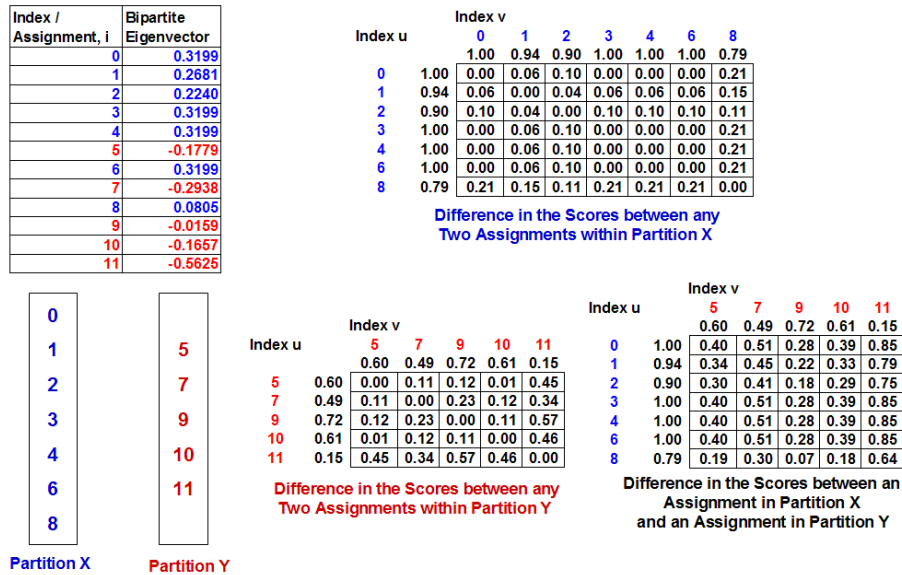 Index / Bipartite
Assignment, i Eigenvector
0 0.3199
1 0.2681
2 0.2240
3 0.3199
4 0.3199
5 -0.1779
6 0.3199
7 -0.2938
8 0.0805
9 -0.0159
10 -0.1657
11 -0.5625
Index v
Index u 0 1 2 3 4 6 8
1.00 0.94 0.90 1.00 1.00 1.00 0.79
0 1.00 0.00 0.06 0.10 0.00 0.00 0.00 0.21
1 0.94 0.06 0.00 0.04 0.06 0.06 0.06 0.15
2 0.90 0.10 0.04 0.00 0.10 0.10 0.10 0.11
3 1.00 0.00 0.06 0.10 0.00 0.00 0.00 0.21
4 1.00 0.00 0.06 0.10 0.00 0.00 0.00 0.21
6 1.00 0.00 0.06 0.10 0.00 0.00 0.00 0.21
8 0.79 0.21 0.15 0.11 0.21 0.21 0.21 0.00
Difference in the Scores between any
Two Assignments within Partition X
0
1
2
3
4
6
8
Partition X
5
7
9
10
11
Partition Y
Index v
Index u 5 7 9 10 11
0.60 0.49 0.72 0.61 0.15
5 0.60 0.00 0.11 0.12 0.01 0.45
7 0.49 0.11 0.00 0.23 0.12 0.34
9 0.72 0.12 0.23 0.00 0.11 0.57
10 0.61 0.01 0.12 0.11 0.00 0.46
11 0.15 0.45 0.34 0.57 0.46 0.00
Difference in the Scores between any
Two Assignments within Partition Y
Index v
Index u 5 7 9 10 11
0.60 0.49 0.72 0.61 0.15
0 1.00 0.40 0.51 0.28 0.39 0.85
1 0.94 0.34 0.45 0.22 0.33 0.79
2 0.90 0.30 0.41 0.18 0.29 0.75
3 1.00 0.40 0.51 0.28 0.39 0.85
4 1.00 0.40 0.51 0.28 0.39 0.85
6 1.00 0.40 0.51 0.28 0.39 0.85
8 0.79 0.19 0.30 0.07 0.18 0.64
Difference in the Scores between an
Assignment in Partition X
and an Assignment in Partition Y